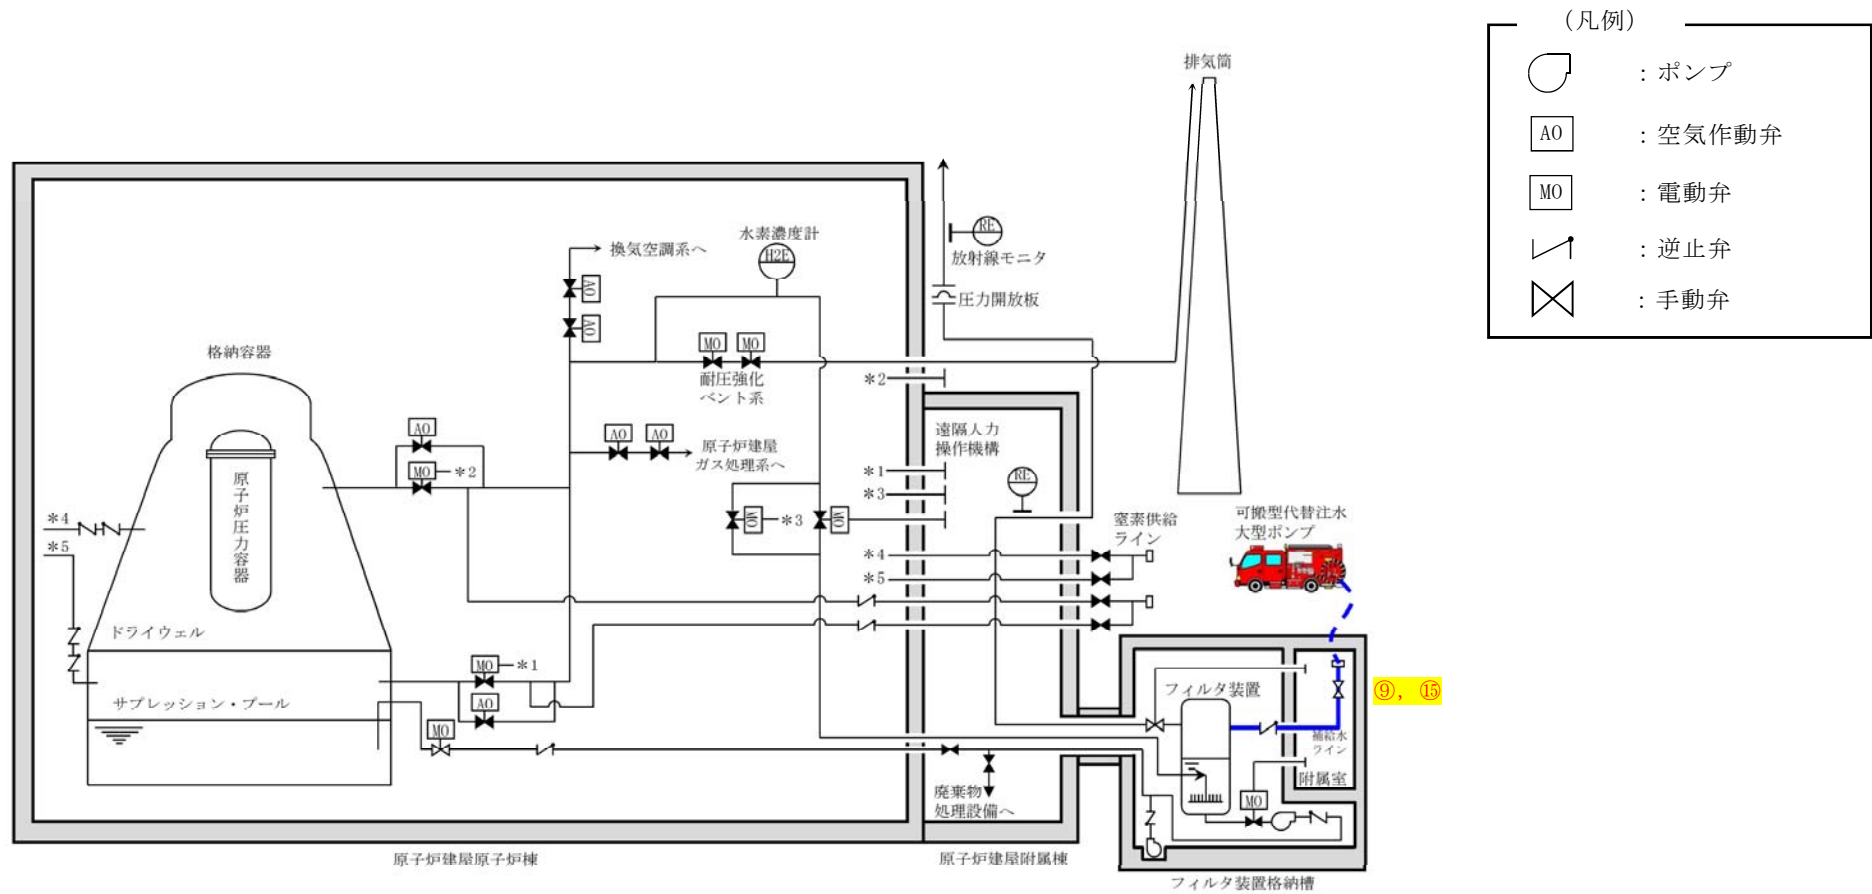 (凡例)
：ポンプ
AO
：空気作動弁
MO
：電動弁
：逆止弁
：手動弁
排気筒
RE
放射線モニタ
圧力開放板
水素濃度計
H2E
換気空調系へ
AO
AO
MO
MO
耐圧強化
ベント系
＊2
格納容器
原子炉圧力容器
AO
MO
＊2
AO
AO
原子炉建屋
ガス処理系へ
遠隔人力
操作機構
＊1
＊3
RE
MO
＊3
MO
＊4
＊5
＊4
＊5
窒素供給
ライン
可搬型代替注水
大型ポンプ
ドライウェル
サプレッション・プール
MO
＊1
AO
MO
フィルタ装置
⑨，⑮
補給水
ライン
附属室
MO
廃棄物
処理設備へ
原子炉建屋原子炉棟
原子炉建屋附属棟
フィルタ装置格納槽